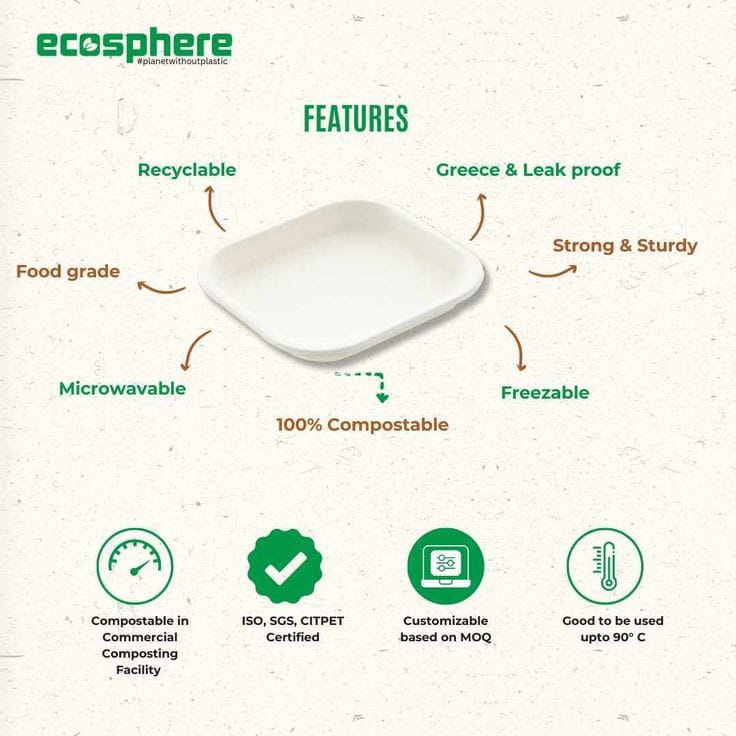 ecosphere
#planetwithoutplastic
FEATURES
Recyclable
Greece & Leak proof
Strong & Sturdy
Food grade
Microwavable
Freezable
100% Compostable
Compostable in
Commercial
Composting
Facility
ISO, SGS, CITPET
Certified
Customizable
based on MOQ
Good to be used
upto 90° C